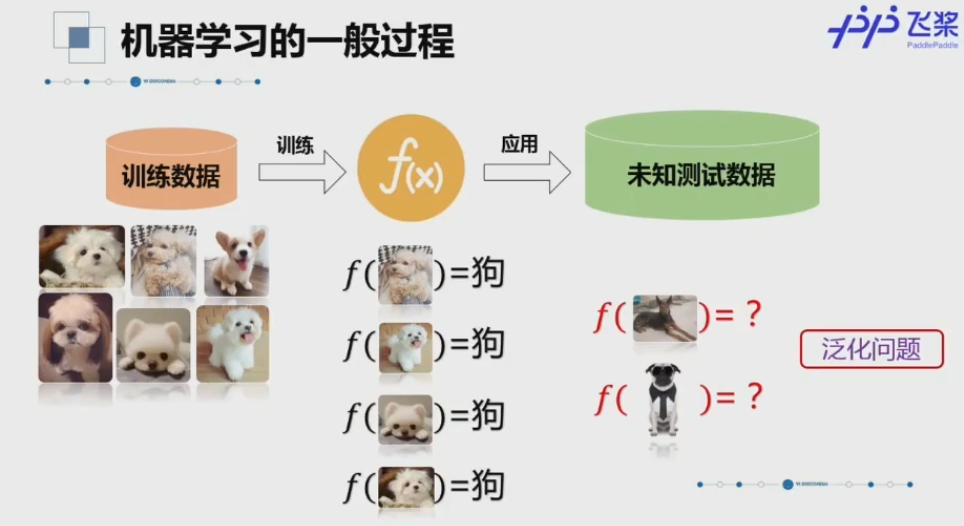 机器学习的一般过程
飞桨
PaddlePaddle
训练数据
训练
f(x)
应用
未知测试数据
f( )=狗
f( )=狗
f( )=狗
f( )=狗
f( )=？
f( )=？
泛化问题